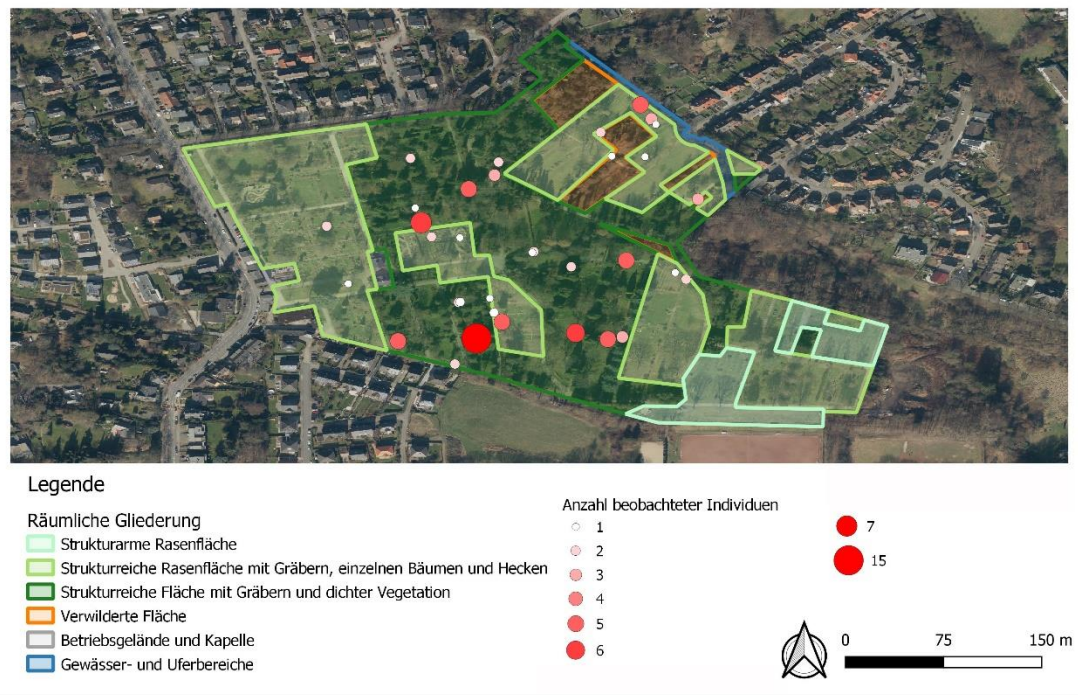 Legende
Räumliche Gliederung
Strukturarme Rasenfläche
Strukturreiche Rasenfläche mit Gräbern, einzelnen Bäumen und Hecken
Strukturreiche Fläche mit Gräbern und dichter Vegetation
Verwilderte Fläche
Betriebsgelände und Kapelle
Gewässer- und Uferbereiche
Anzahl beobachteter Individuen
1
2
3
4
5
6
7
15
0 75 150 m